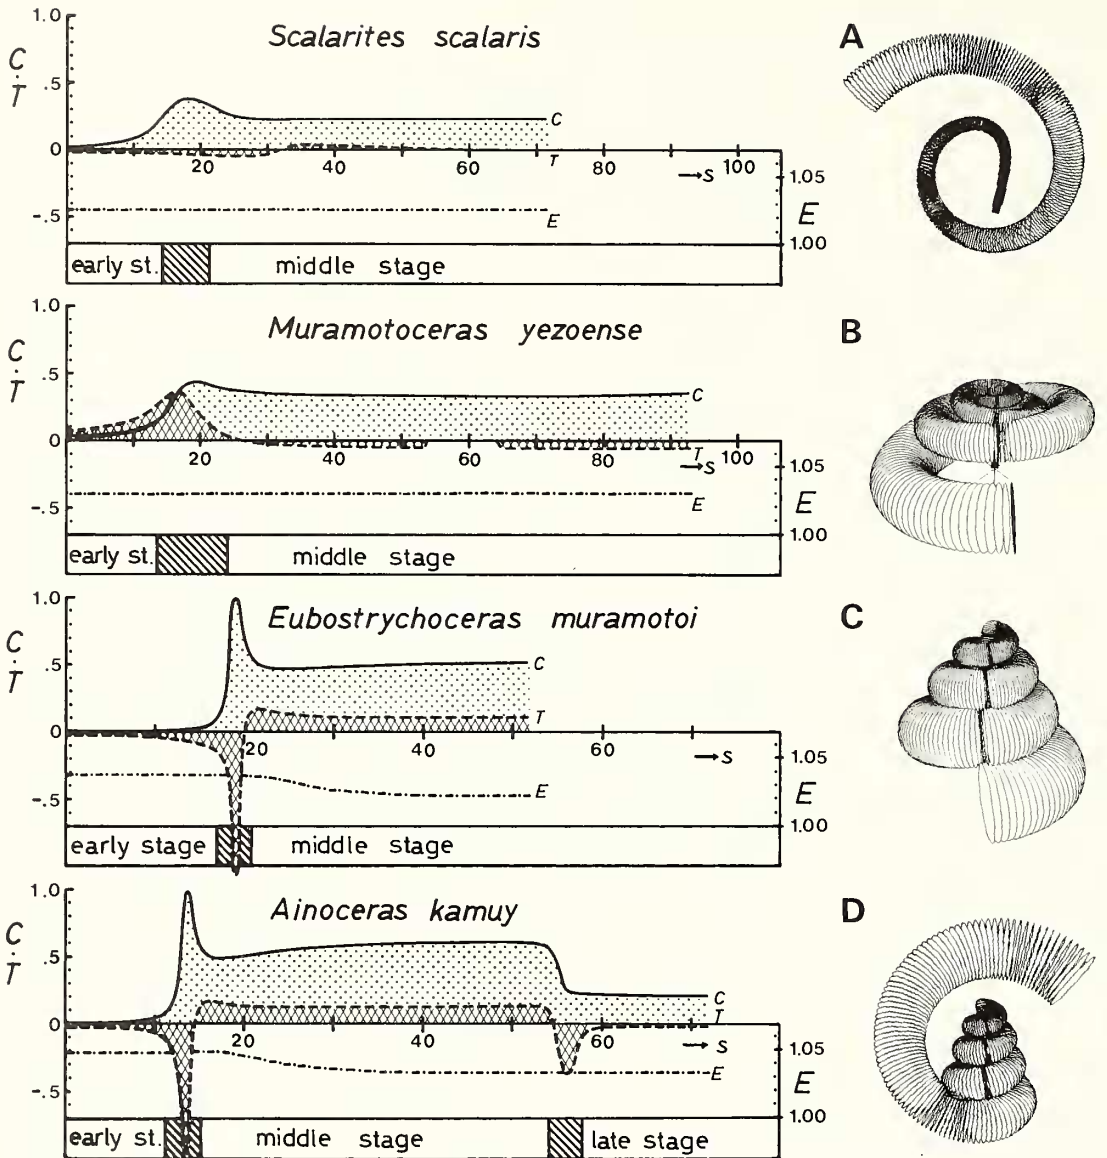 Scalarites scalaris
A
C
T
1.0
.5
0
-.5
20
40
60
80
100
→s
C
T
E
1.05
E
1.00
early st.
middle stage
Muramotoceras yezoense
B
C
T
1.0
.5
0
-.5
20
40
60
80
100
→s
C
T
E
1.05
E
1.00
early st.
middle stage
Eubostrychoceras muramotoi
C
C
T
1.0
.5
0
-.5
20
40
60
→s
C
T
E
1.05
E
1.00
early stage
middle stage
Ainoceras kamuy
D
C
T
1.0
.5
0
-.5
20
40
60
→s
C
T
E
1.05
E
1.00
early st.
middle stage
late stage